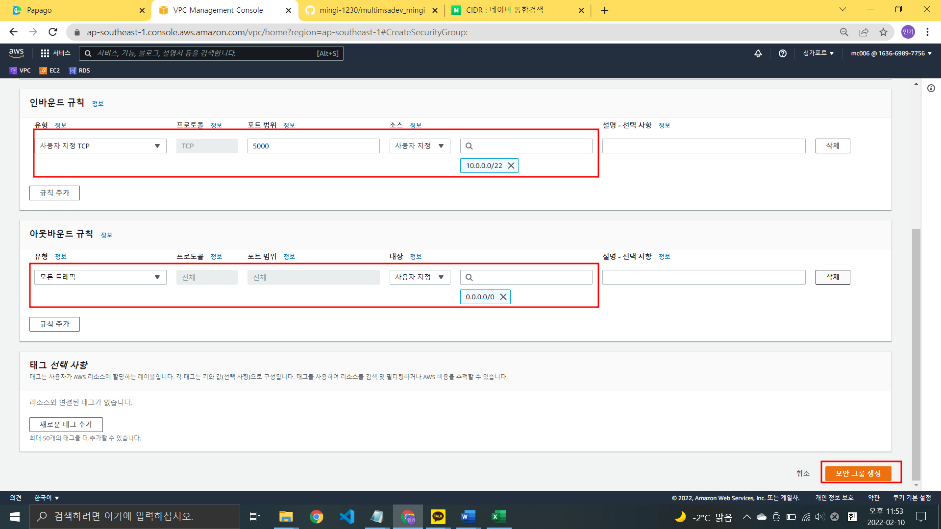 Papago
VPC Management Console
mingi-1230/multimsadev_mingi
CIDR : 네이버 통합검색
ap-southeast-1.console.aws.amazon.com/vpc/home?region=ap-southeast-1#CreateSecurityGroup:
민기
aws
서비스
서비스, 기능, 블로그, 설명서 등을 검색합니다.
[Alt+S]
싱가포르
mc006 @ 1636-6989-7756
VPC
EC2
RDS
인바운드 규칙 정보
유형 정보
프로토콜 정보
포트 범위 정보
소스 정보
설명 - 선택 사항 정보
사용자 지정 TCP
TCP
5000
사용자 지정
삭제
10.0.0.0/22
규칙 추가
아웃바운드 규칙 정보
유형 정보
프로토콜 정보
포트 범위 정보
대상 정보
설명 - 선택 사항 정보
모든 트래픽
전체
전체
사용자 지정
삭제
0.0.0.0/0
규칙 추가
태그 선택 사항
태그는 사용자가 AWS 리소스에 할당하는 레이블입니다. 각 태그는 키와 값(선택 사항)으로 구성됩니다. 태그를 사용하여 리소스를 검색 및 필터링하거나 AWS 비용을 추적할 수 있습니다.
리소스와 연결된 태그가 없습니다.
새로운 태그 추가
최대 50개의 태그를 더 추가할 수 있습니다.
취소
보안 그룹 생성
의견
한국어
© 2022, Amazon Web Services, Inc. 또는 계열사.
개인 정보 보호
약관
쿠키 기본 설정
검색하려면 여기에 입력하십시오.
-2°C 맑음
오후 11:53
2022-02-10